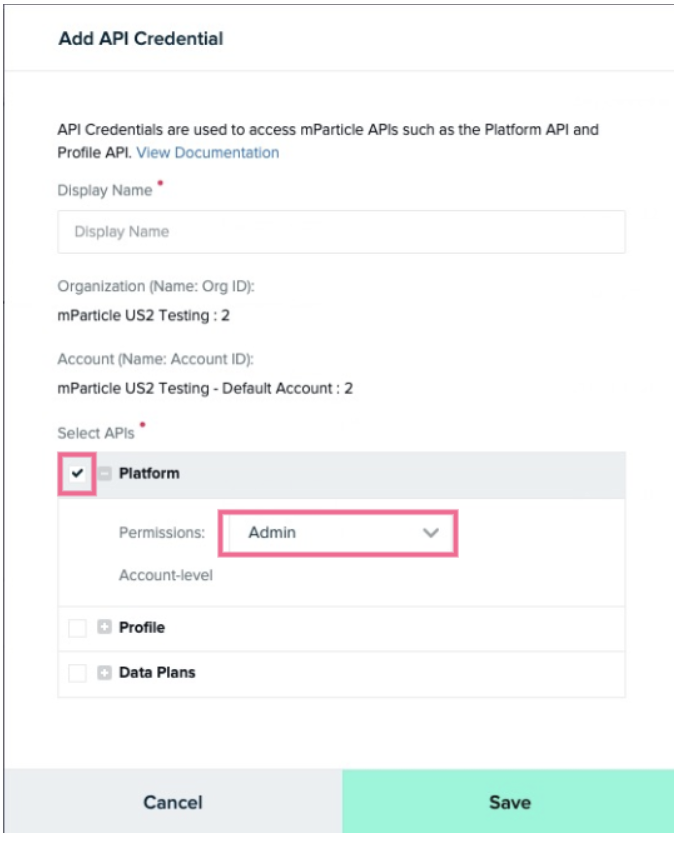 Add API Credential
API Credentials are used to access mParticle APIs such as the Platform API and
Profile API. View Documentation
Display Name *
Display Name
Organization (Name: Org ID):
mParticle US2 Testing : 2
Account (Name: Account ID):
mParticle US2 Testing - Default Account : 2
Select APIs *
Platform
Permissions: Admin
Account-level
Profile
Data Plans
Cancel Save